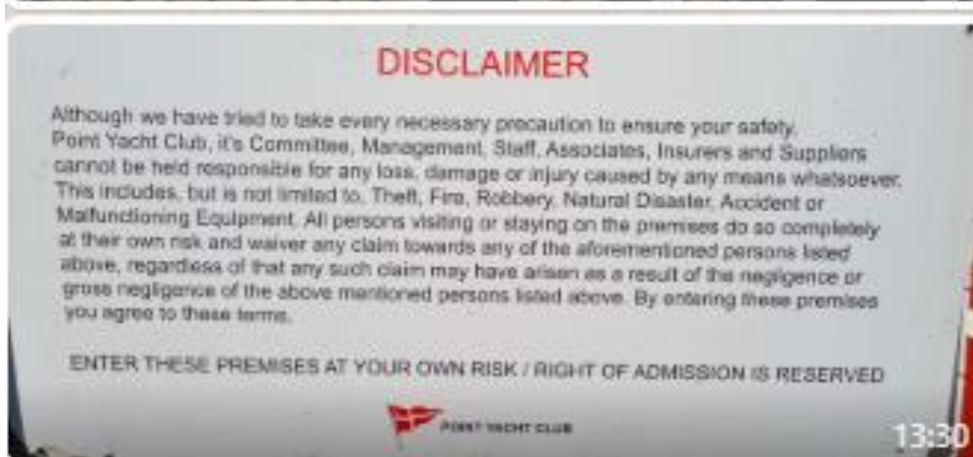 DISCLAIMER
Although we have tried to take every necessary precaution to ensure your safety,
Point Yacht Club, it's Committee, Management, Staff, Associates, Insurers and Suppliers
cannot be held responsible for any loss, damage or injury caused by any means whatsoever.
This includes, but is not limited to, Theft, Fire, Robbery, Natural Disaster, Accident or
Malfunctioning Equipment. All persons visiting or staying on the premises do so completely
at their own risk and waiver any claim towards any of the aforementioned persons listed
above, regardless of that any such claim may have arisen as a result of the negligence or
gross negligence of the above mentioned persons listed above. By entering these premises
you agree to these terms.
ENTER THESE PREMISES AT YOUR OWN RISK / RIGHT OF ADMISSION IS RESERVED
POINT YACHT CLUB
13:30